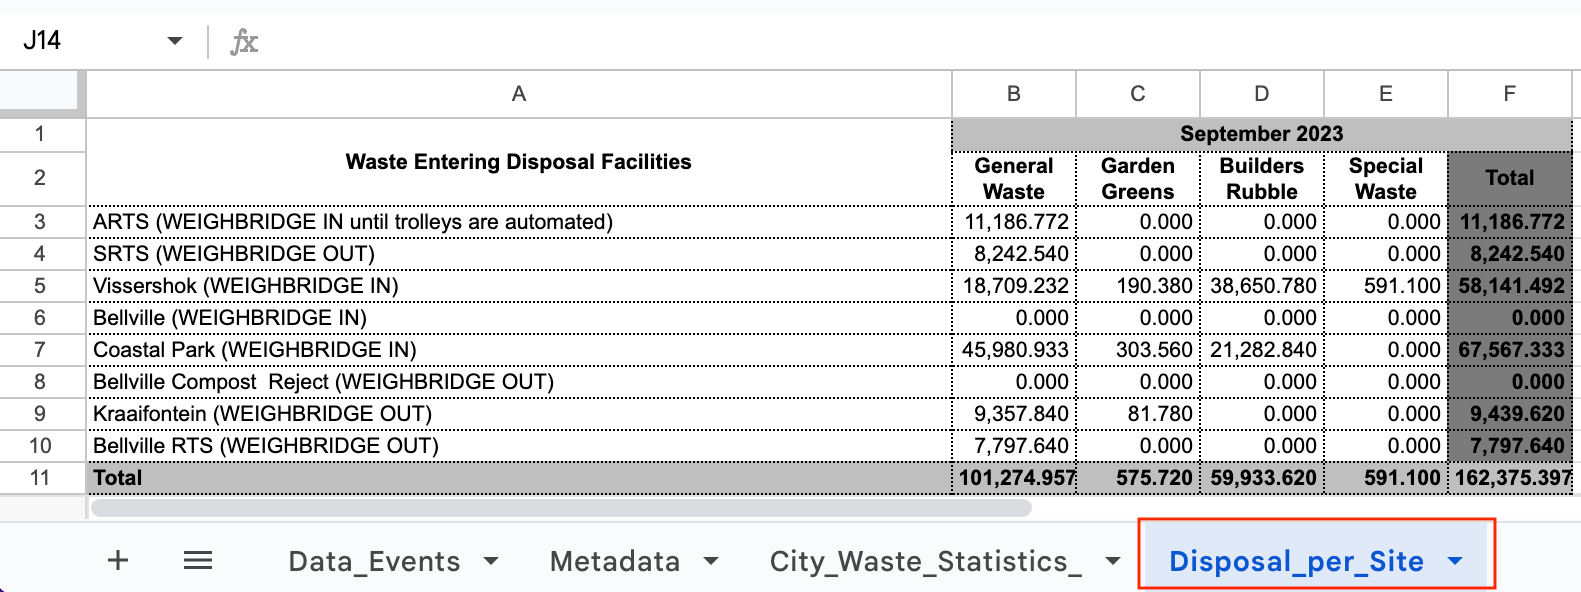 J14 fx
A B C D E F
1 September 2023
Waste Entering Disposal Facilities
2 General Waste Garden Greens Builders Rubble Special Waste Total
3 ARTS (WEIGHBRIDGE IN until trolleys are automated) 11,186.772 0.000 0.000 0.000 11,186.772
4 SRTS (WEIGHBRIDGE OUT) 8,242.540 0.000 0.000 0.000 8,242.540
5 Vissershok (WEIGHBRIDGE IN) 18,709.232 190.380 38,650.780 591.100 58,141.492
6 Bellville (WEIGHBRIDGE IN) 0.000 0.000 0.000 0.000 0.000
7 Coastal Park (WEIGHBRIDGE IN) 45,980.933 303.560 21,282.840 0.000 67,567.333
8 Bellville Compost  Reject (WEIGHBRIDGE OUT) 0.000 0.000 0.000 0.000 0.000
9 Kraaifontein (WEIGHBRIDGE OUT) 9,357.840 81.780 0.000 0.000 9,439.620
10 Bellville RTS (WEIGHBRIDGE OUT) 7,797.640 0.000 0.000 0.000 7,797.640
11 Total 101,274.957 575.720 59,933.620 591.100 162,375.397
+ Data_Events Metadata City_Waste_Statistics_ Disposal_per_Site